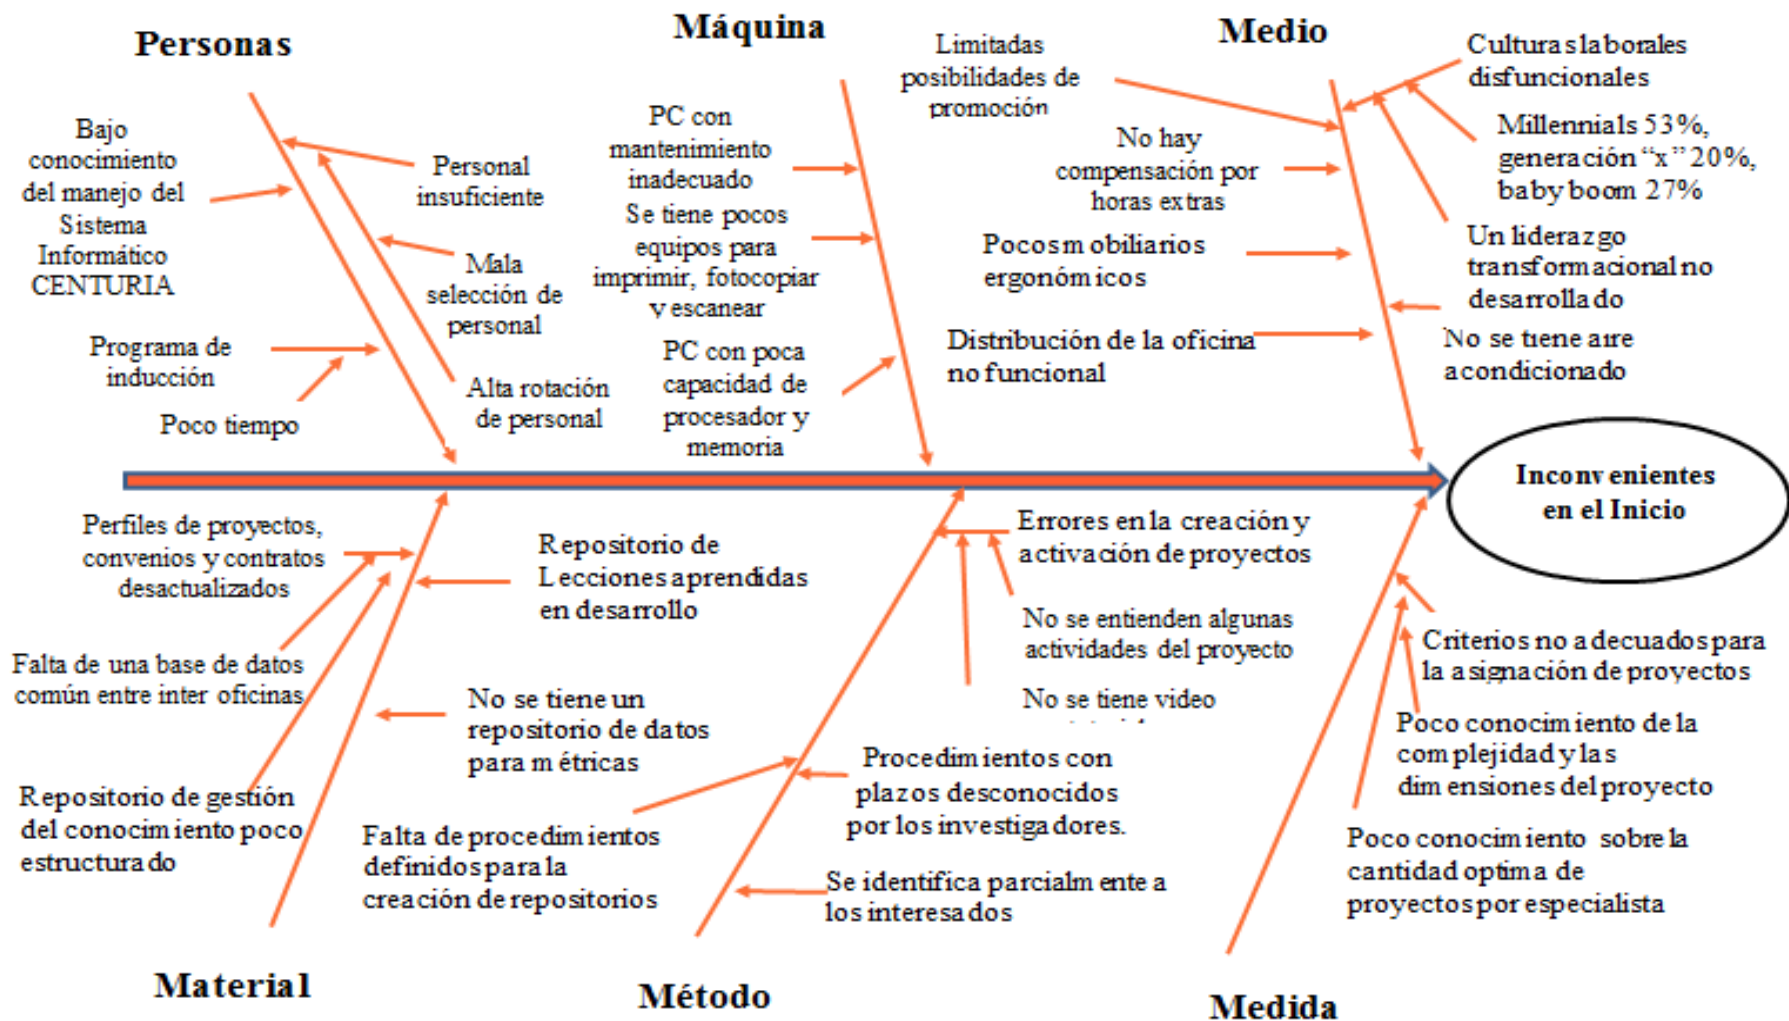 Personas
Máquina
Medio
Bajo
conocimiento
del manejo del
Sistema
Informático
CENTURIA
Personal
insuficiente
Mala
selección de
personal
Programa de
inducción
Poco tiempo
Alta rotación
de personal
PC con
mantenimiento
inadecuado
Se tiene pocos
equipos para
imprimir, fotocopiar
y escanear
PC con poca
capacidad de
procesador y
memoria
Limitadas
posibilidades de
promoción
No hay
compensación por
horas extras
Pocos mobiliarios
ergonómicos
Distribución de la oficina
no funcional
Culturas laborales
disfuncionales
Millennials 53%,
generación “x” 20%,
baby boom 27%
Un liderazgo
transformacional no
desarrollado
No se tiene aire
acondicionado
Inconvenientes
en el Inicio
Perfiles de proyectos,
convenios y contratos
desactualizados
Repositorio de
Lecciones aprendidas
en desarrollo
Falta de una base de datos
común entre inter oficinas
No se tiene un
repositorio de datos
para métricas
Repositorio de gestión
del conocimiento poco
estructurado
Errores en la creación y
activación de proyectos
No se entienden algunas
actividades del proyecto
No se tiene video
Procedimientos con
plazos desconocidos
por los investigadores.
Falta de procedimientos
definidos para la
creación de repositorios
Se identifica parcialmente a
los interesados
Criterios no adecuados para
la asignación de proyectos
Poco conocimiento de la
complejidad y las
dimensiones del proyecto
Poco conocimiento sobre la
cantidad optima de
proyectos por especialista
Material
Método
Medida